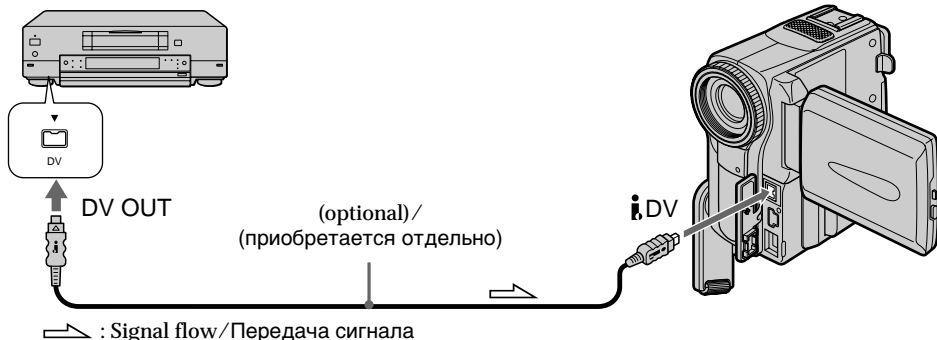 DV
DV OUT
(optional)/
(приобретается отдельно)
i DV
: Signal flow/Передача сигнала